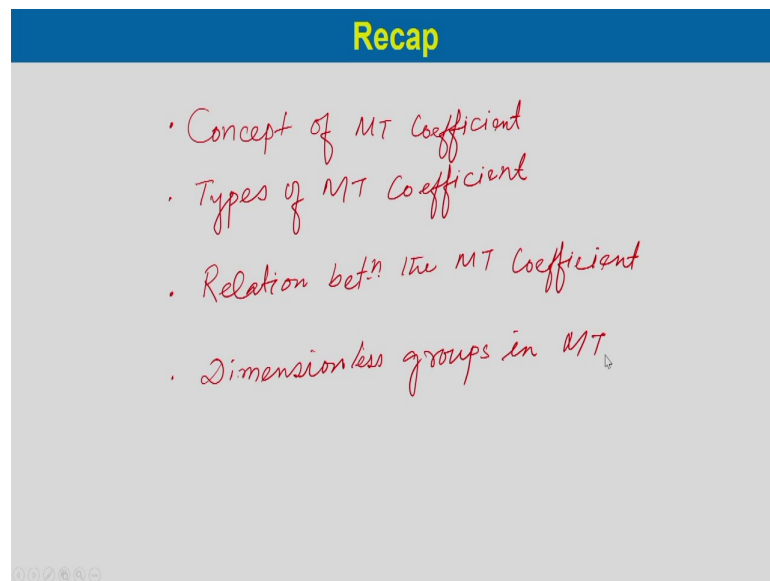 Recap
· Concept of MT Coefficient
· Types of MT Coefficient
· Relation betn the MT Coefficient
· Dimensionless groups in MT